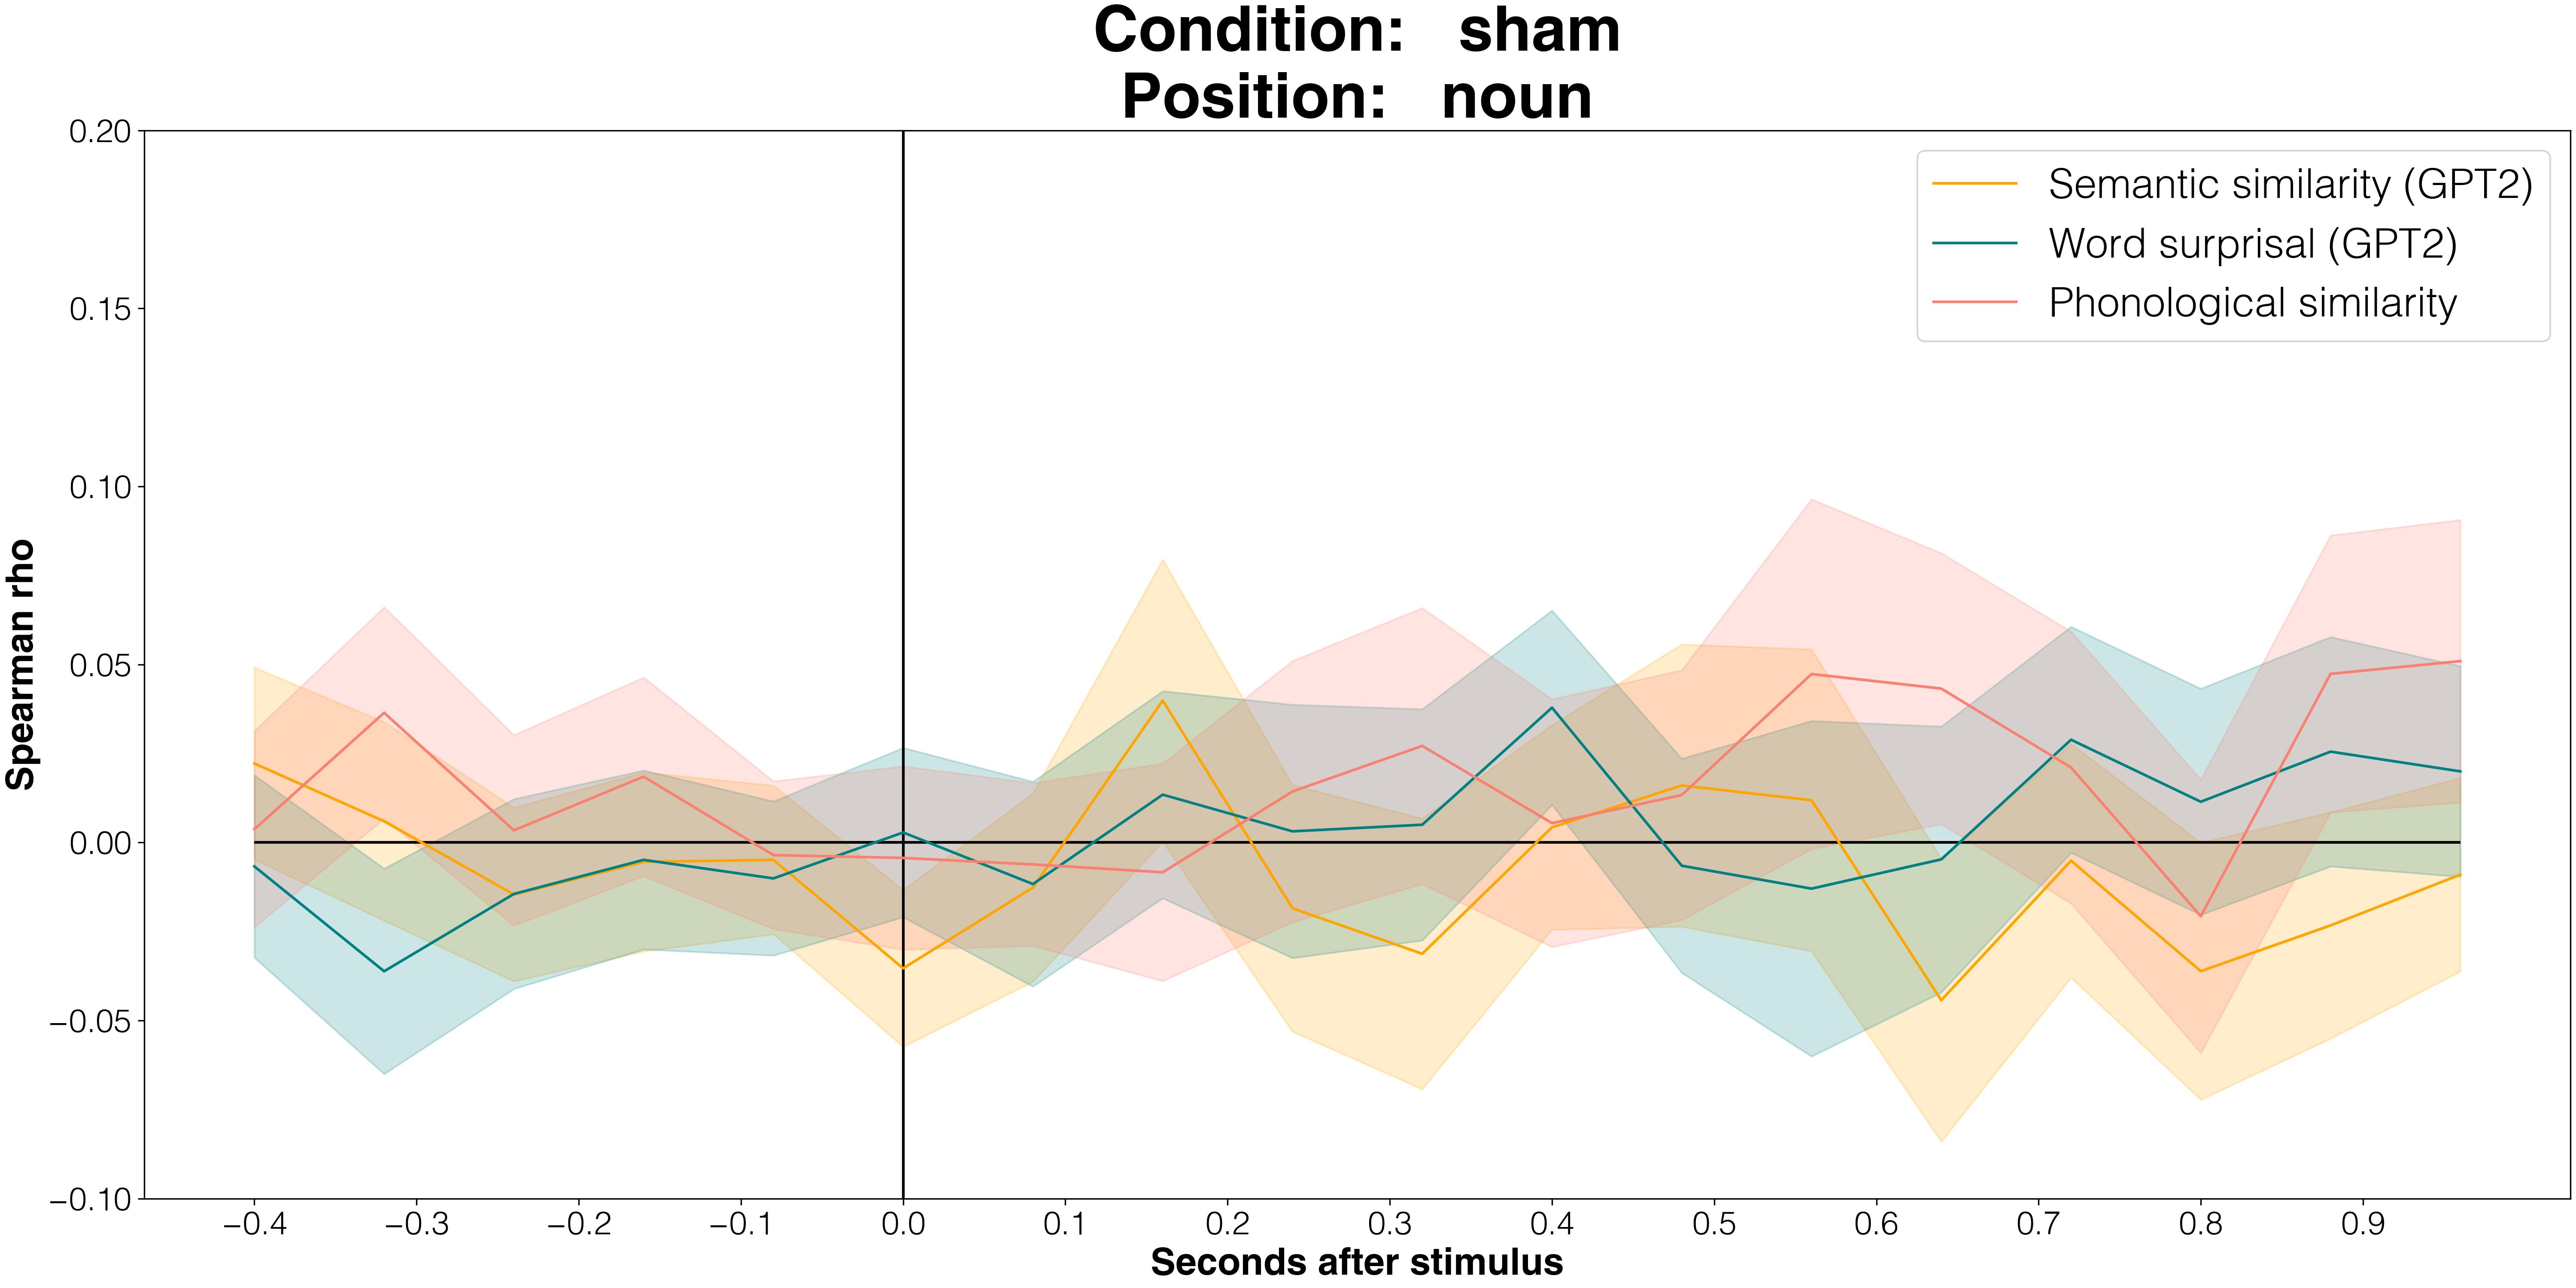 Condition:   sham
Position:   noun
Semantic similarity (GPT2)
Word surprisal (GPT2)
Phonological similarity
Spearman rho
0.20
0.15
0.10
0.05
0.00
−0.05
−0.10
−0.4 −0.3 −0.2 −0.1 0.0 0.1 0.2 0.3 0.4 0.5 0.6 0.7 0.8 0.9
Seconds after stimulus